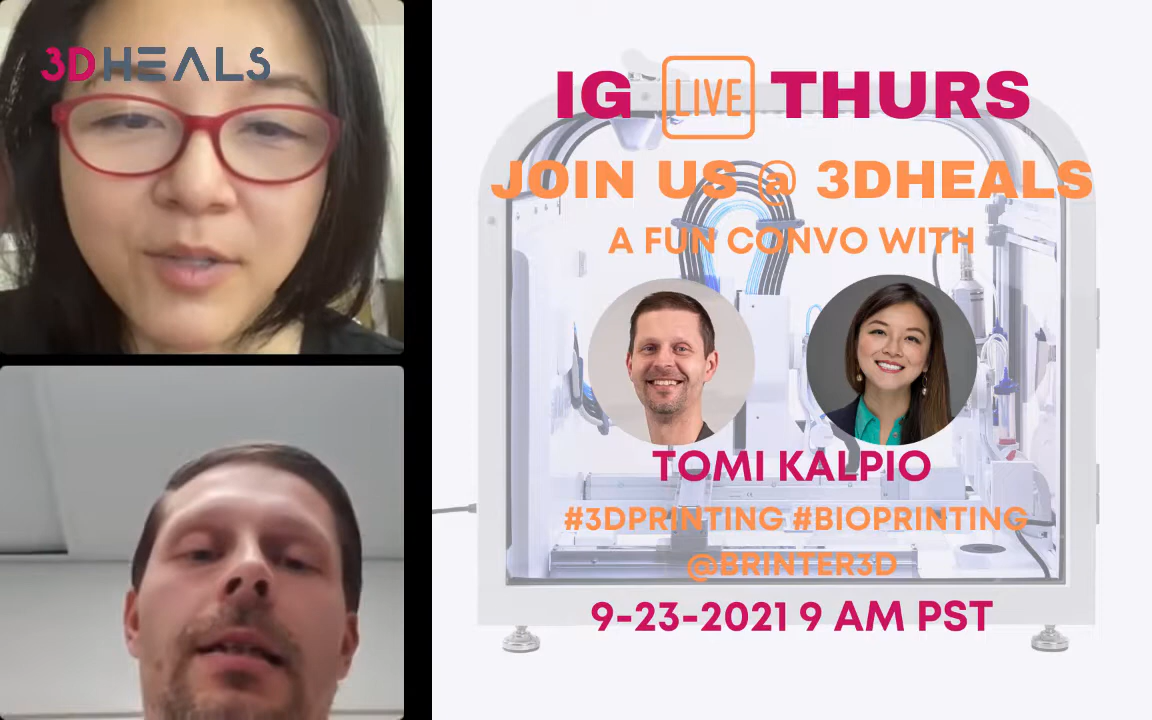 3DHEALS
IG LIVE THURS
JOIN US @ 3DHEALS
A FUN CONVO WITH
TOMI KALPIO
#3DPRINTING #BIOPRINTING
@BRINTER3D
9-23-2021 9 AM PST